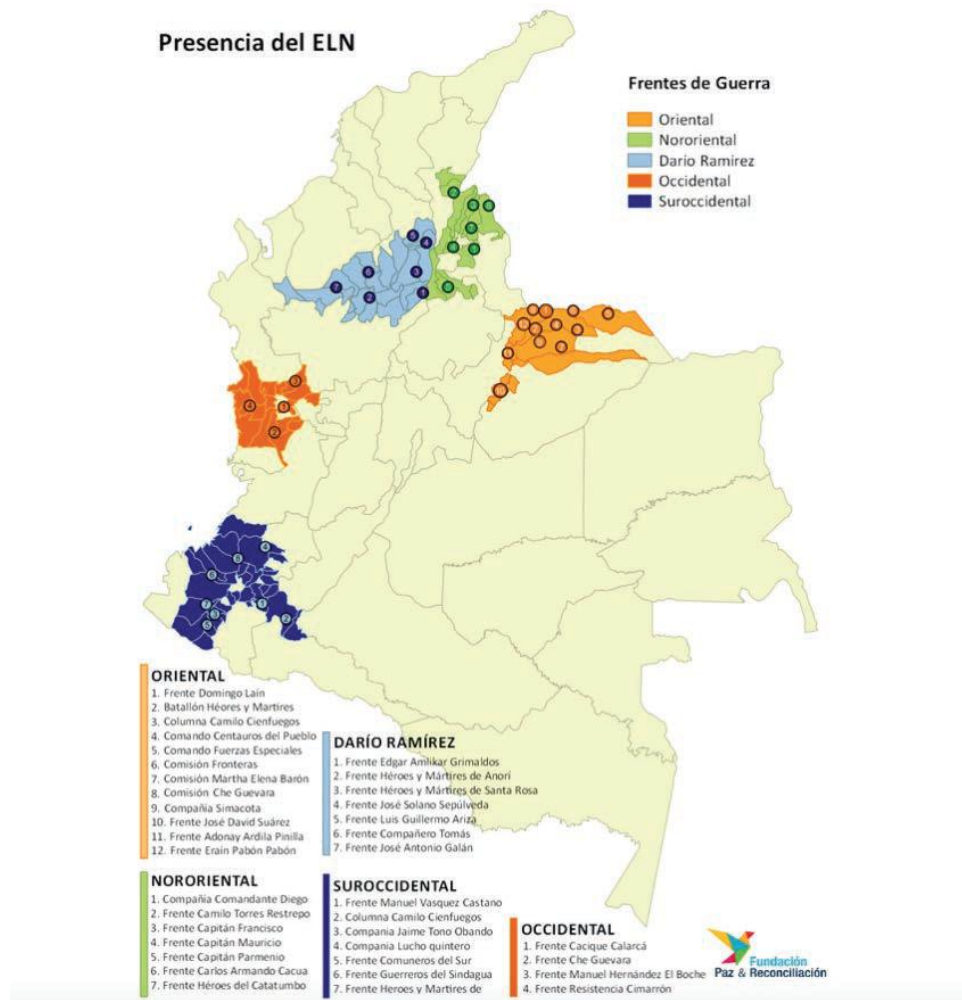 Presencia del ELN
Frentes de Guerra
Oriental
Nororiental
Darío Ramirez
Occidental
Suroccidental
ORIENTAL
1. Frente Domingo Laín
2. Batallón Héores y Martires
3. Columna Camilo Cienfuegos
4. Comando Centauros del Pueblo
5. Comando Fuerzas Especiales
6. Comisión Fronteras
7. Comisión Martha Elena Barón
8. Comisión Che Guevara
9. Compañia Simacota
10. Frente José David Suárez
11. Frente Adonay Ardila Pinilla
12. Frente Eraín Pabón Pabón
DARÍO RAMÍREZ
1. Frente Edgar Amilkar Grimaldos
2. Frente Héroes y Mártires de Anorí
3. Frente Héroes y Mártires de Santa Rosa
4. Frente José Solano Sepúlveda
5. Frente Luis Guillermo Ariza
6. Frente Compañero Tomás
7. Frente José Antonio Galán
NORORIENTAL
1. Compañia Comandante Diego
2. Frente Camilo Torres Restrepo
3. Frente Capitán Francisco
4. Frente Capitán Mauricio
5. Frente Capitán Parmenio
6. Frente Carlos Armando Cacua
7. Frente Héroes del Catatumbo
SUROCCIDENTAL
1. Frente Manuel Vasquez Castano
2. Columna Camilo Cienfuegos
3. Compania Jaime Tono Obando
4. Compania Lucho quintero
5. Frente Comuneros del Sur
6. Frente Guerreros del Sindagua
7. Frente Heroes y Martires de
OCCIDENTAL
1. Frente Cacique Calarcá
2. Frente Che Guevara
3. Frente Manuel Hernández El Boche
4. Frente Resistencia Cimarrón
Fundación
Paz & Reconciliación